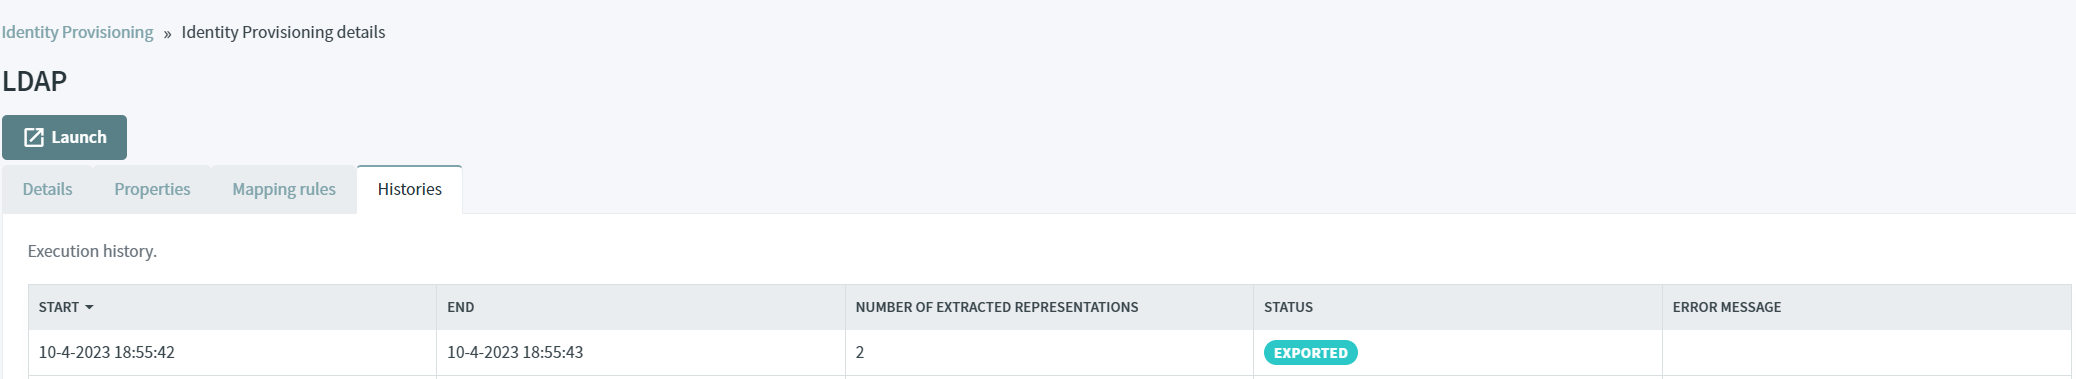 Identity Provisioning » Identity Provisioning details
LDAP
Launch
Details Properties Mapping rules Histories
Execution history.
START END NUMBER OF EXTRACTED REPRESENTATIONS STATUS ERROR MESSAGE
10-4-2023 18:55:42 10-4-2023 18:55:43 2 EXPORTED